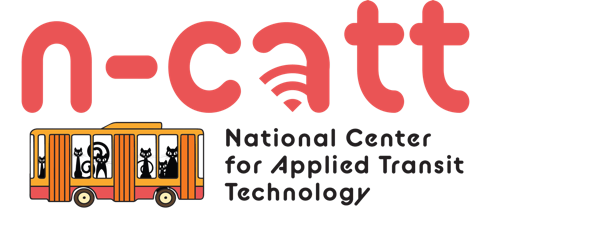 n-catt
National Center
for Applied Transit
Technology